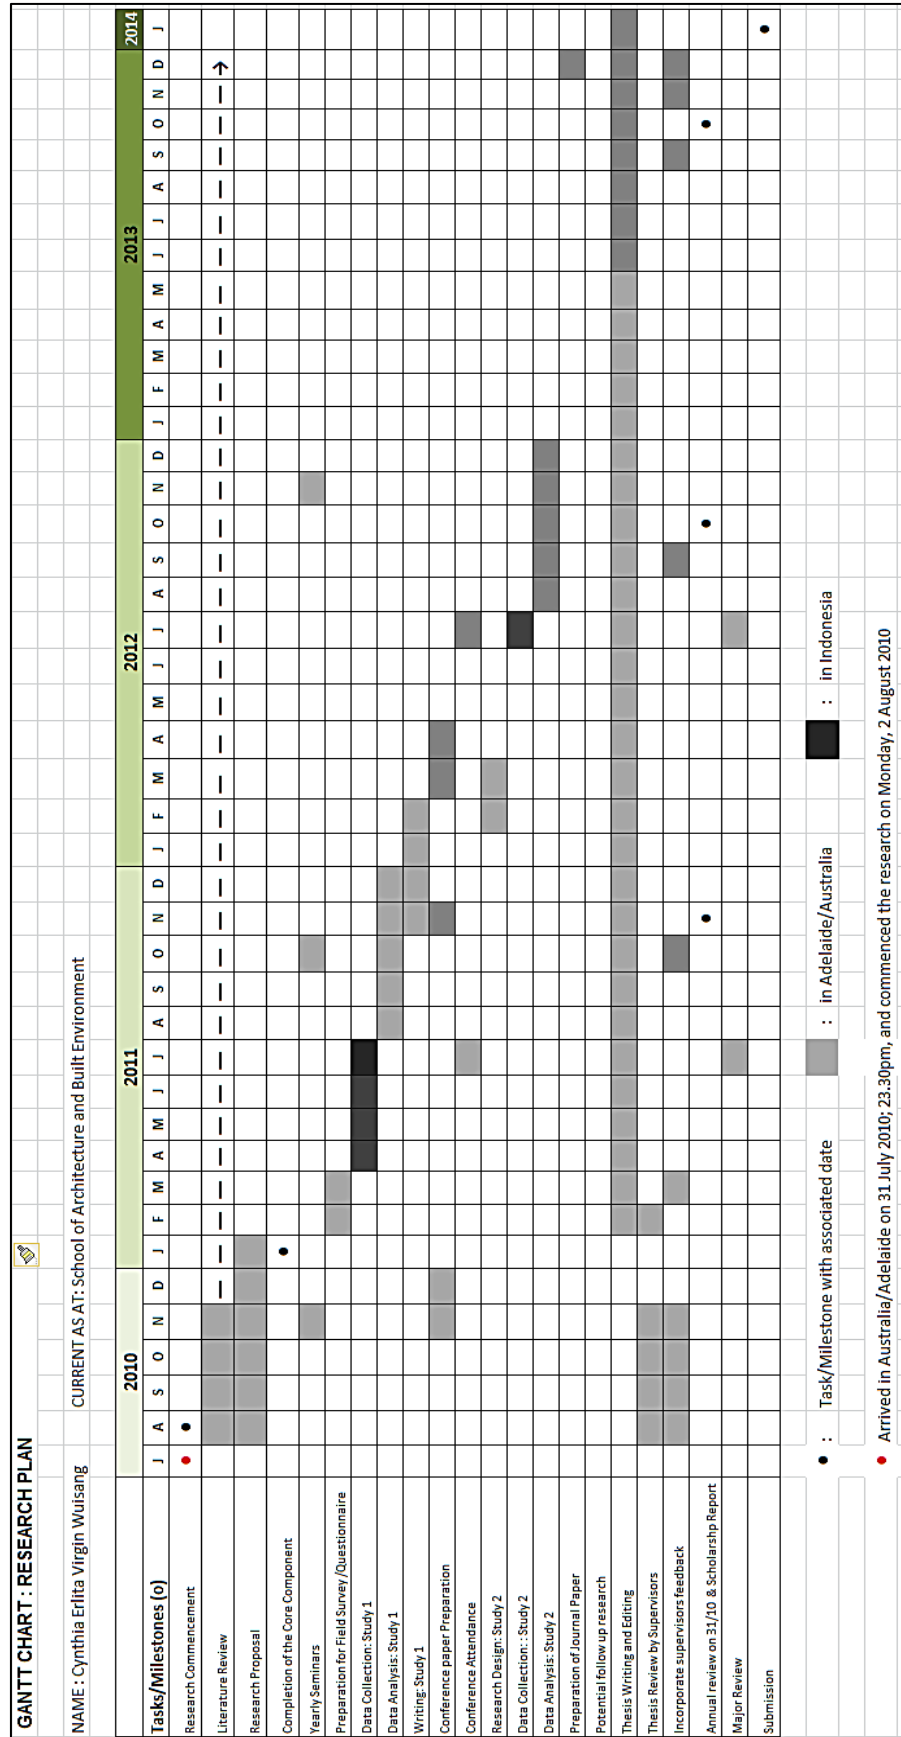 GANTT CHART : RESEARCH PLAN
NAME : Cynthia Erlita Virgin Wuisang CURRENT AS AT: School of Architecture and Built Environment
2010 2011 2012 2013 2014
Tasks/Milestones (o) J A S O N D J F M A M J J A S O N D J F M A M J J A S O N D J F M A M J J A S O N D J
Research Commencement
Literature Review
Research Proposal
Completion of the Core Component
Yearly Seminars
Preparation for Field Survey /Questionnaire
Data Collection: Study 1
Data Analysis: Study 1
Writing: Study 1
Conference paper Preparation
Conference Attendance
Research Design: Study 2
Data Collection: : Study 2
Data Analysis: Study 2
Preparation of Journal Paper
Potential follow up research
Thesis Writing and Editing
Thesis Review by Supervisors
Incorporate supervisors feedback
Annual review on 31/10 & Scholarshp Report
Major Review
Submission
: Task/Milestone with associated date : in Adelaide/Australia : in Indonesia
Arrived in Australia/Adelaide on 31 July 2010; 23.30pm, and commenced the research on Monday, 2 August 2010